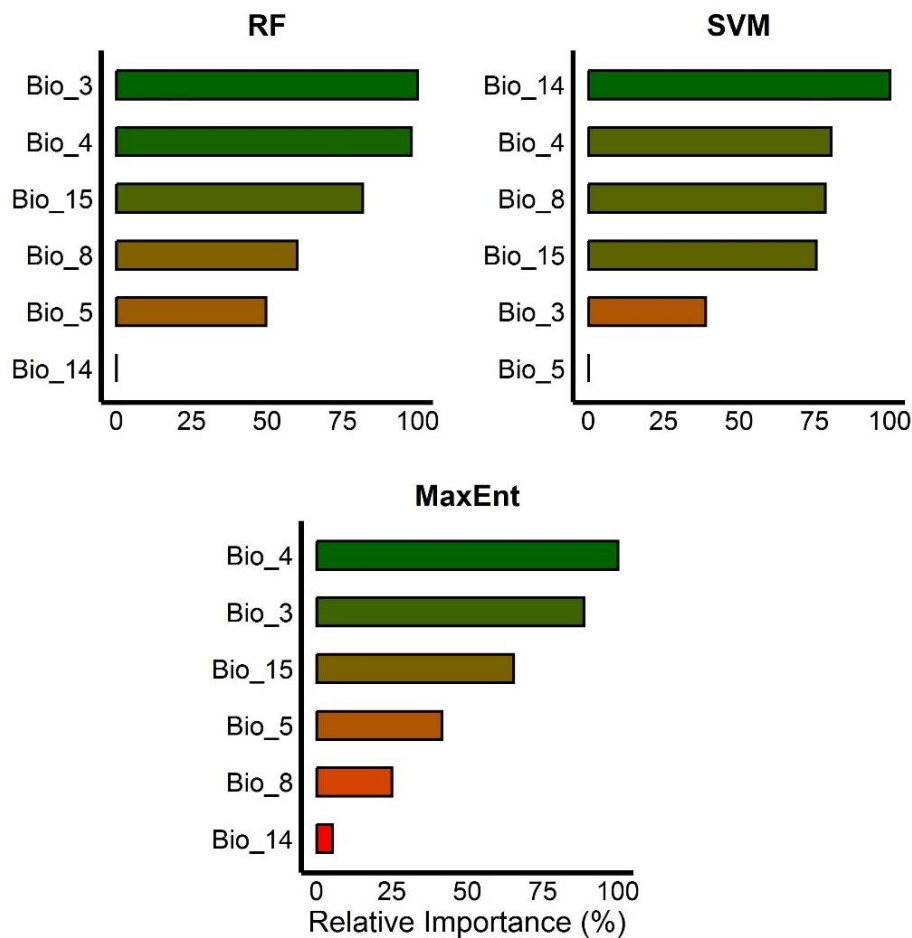 RF
Bio_3
Bio_4
Bio_15
Bio_8
Bio_5
Bio_14
0 50 75 100
SVM
Bio_14
Bio_4
Bio_8
Bio_15
Bio_3
Bio_5
0 25 50 75 100
MaxEnt
Bio_4
Bio_3
Bio_15
Bio_5
Bio_8
Bio_14
0 25 50 75 100
Relative Importance (%)